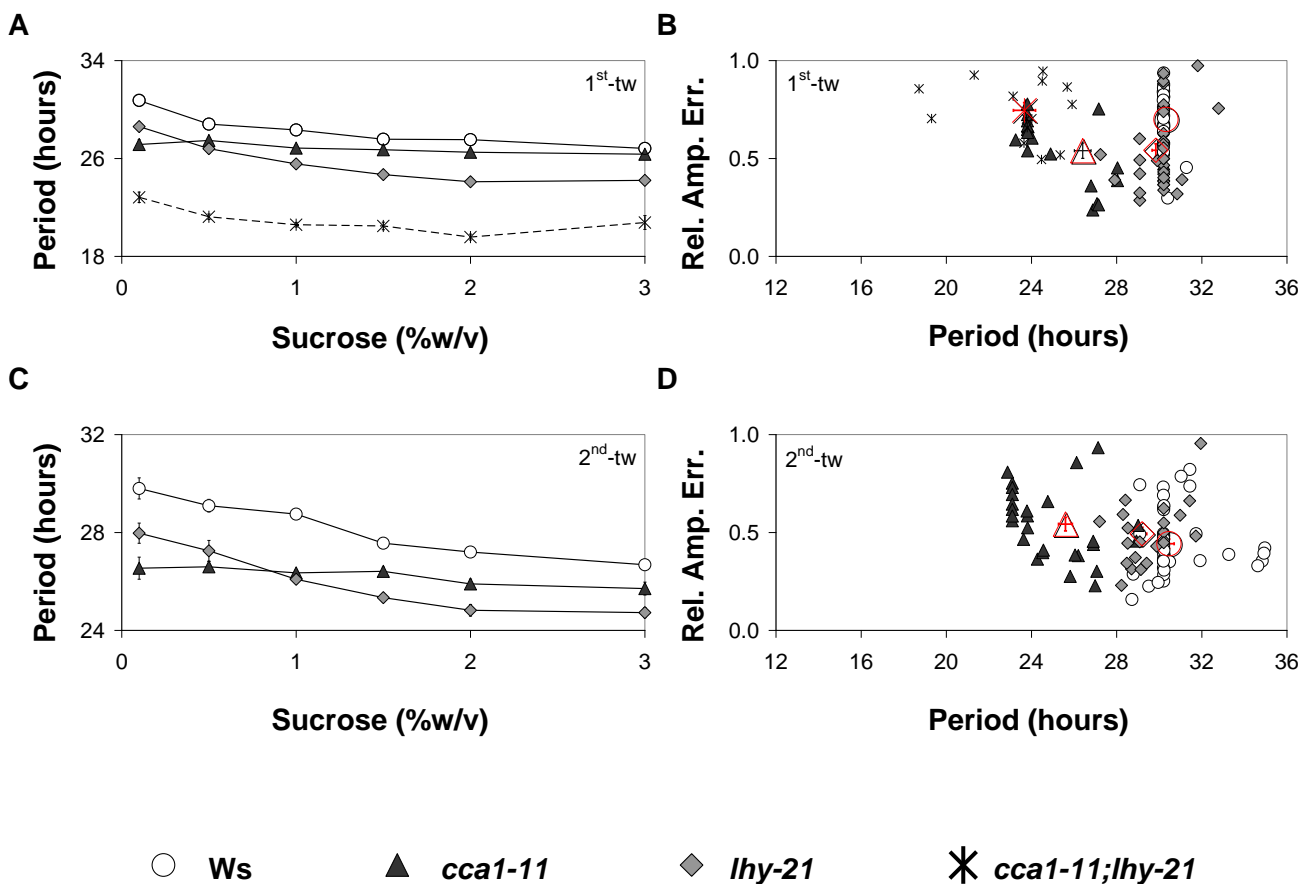 A
B
34
26
18
Period (hours)
1st-tw
0
1
2
3
Sucrose (%w/v)
1.0
0.5
0.0
Rel. Amp. Err.
1st-tw
12
16
20
24
28
32
36
Period (hours)
C
D
32
28
24
Period (hours)
2nd-tw
0
1
2
3
Sucrose (%w/v)
1.0
0.5
0.0
Rel. Amp. Err.
2nd-tw
12
16
20
24
28
32
36
Period (hours)
Ws
cca1-11
lhy-21
cca1-11;lhy-21